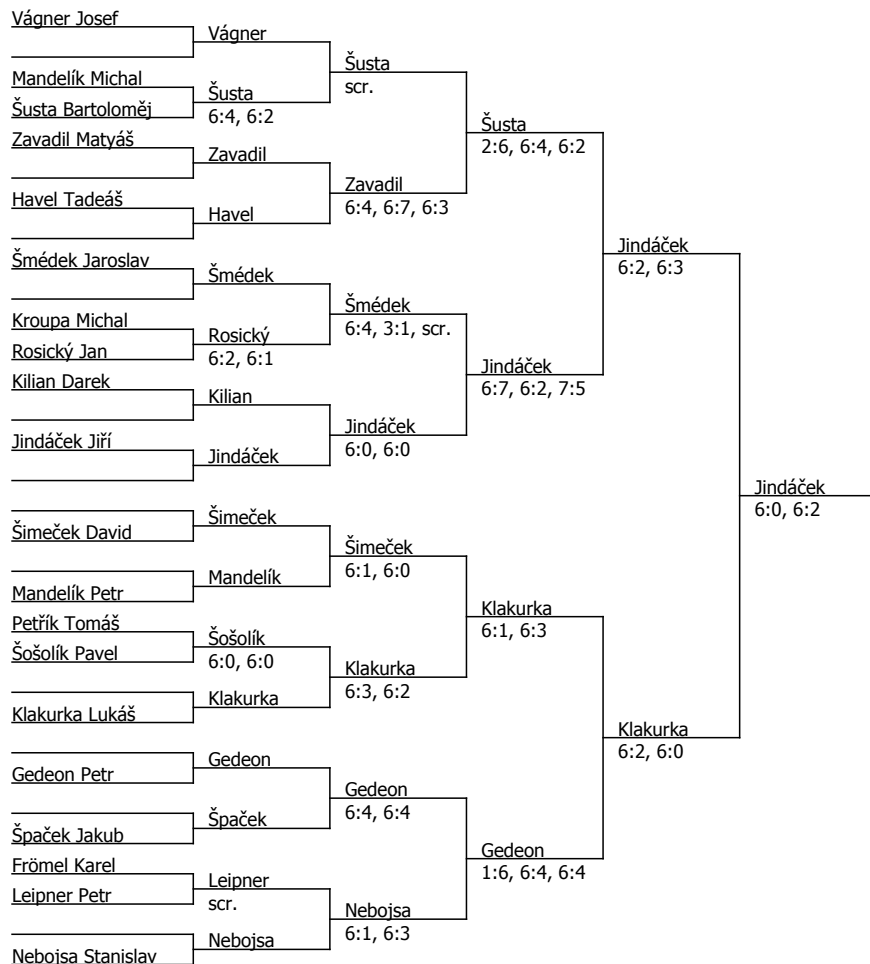 Vágner Josef
Vágner
Šusta
scr.
Mandelík Michal
Šusta
6:4, 6:2
Šusta Bartoloměj
Šusta
2:6, 6:4, 6:2
Zavadil Matyáš
Zavadil
Zavadil
6:4, 6:7, 6:3
Havel Tadeáš
Havel
Jindáček
6:2, 6:3
Šmédek Jaroslav
Šmédek
Šmédek
6:4, 3:1, scr.
Kroupa Michal
Rosický
6:2, 6:1
Rosický Jan
Jindáček
6:7, 6:2, 7:5
Kilian Darek
Kilian
Jindáček
6:0, 6:0
Jindáček Jiří
Jindáček
Jindáček
6:0, 6:2
Šimeček
Šimeček David
Šimeček
6:1, 6:0
Mandelík
Mandelík Petr
Klakurka
6:1, 6:3
Petřík Tomáš
Šošolík
6:0, 6:0
Šošolík Pavel
Klakurka
6:3, 6:2
Klakurka
Klakurka Lukáš
Klakurka
6:2, 6:0
Gedeon
Gedeon Petr
Gedeon
6:4, 6:4
Špaček
Špaček Jakub
Gedeon
1:6, 6:4, 6:4
Frömel Karel
Leipner
scr.
Leipner Petr
Nebojsa
6:1, 6:3
Nebojsa
Nebojsa Stanislav